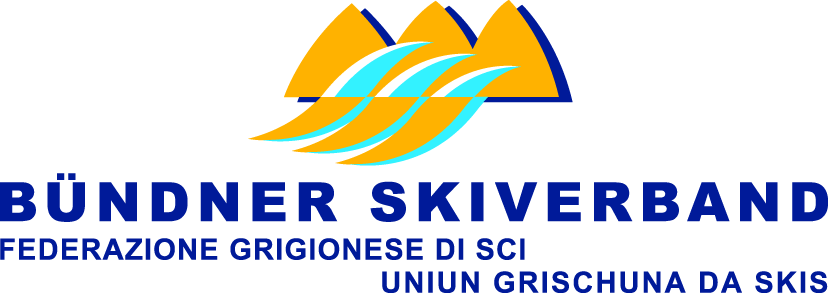 BÜNDNER SKIVERBAND
FEDERAZIONE GRIGIONESE DI SCI
UNIUN GRISCHUNA DA SKIS